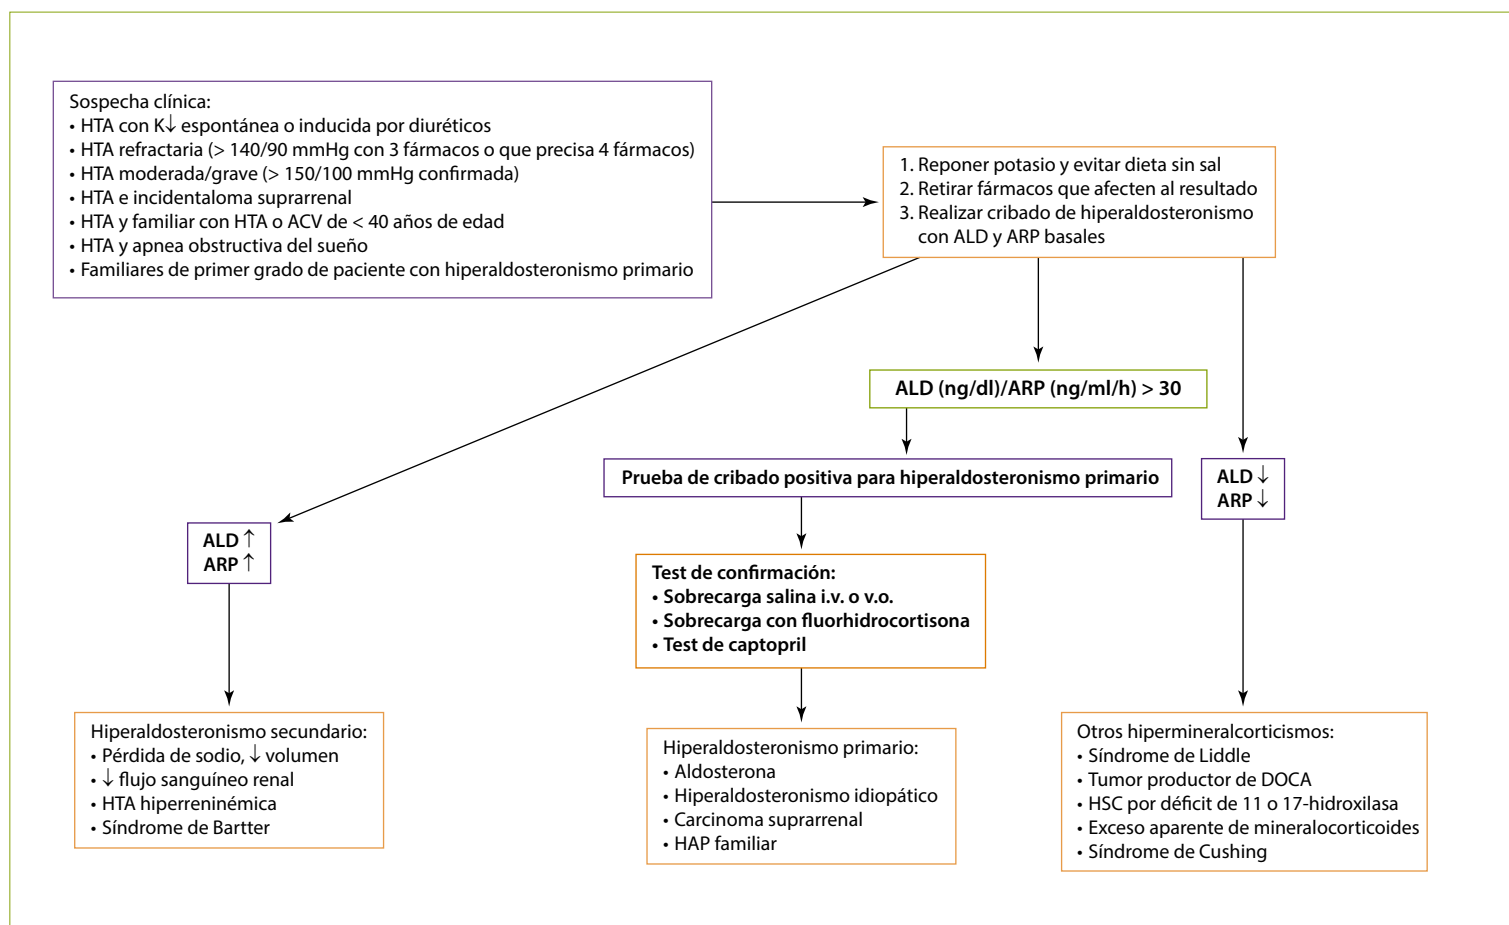 Sospecha clínica:
• HTA con K↓ espontánea o inducida por diuréticos
• HTA refractaria (> 140/90 mmHg con 3 fármacos o que precisa 4 fármacos)
• HTA moderada/grave (> 150/100 mmHg confirmada)
• HTA e incidentaloma suprarrenal
• HTA y familiar con HTA o ACV de < 40 años de edad
• HTA y apnea obstructiva del sueño
• Familiares de primer grado de paciente con hiperaldosteronismo primario
1. Reponer potasio y evitar dieta sin sal
2. Retirar fármacos que afecten al resultado
3. Realizar cribado de hiperaldosteronismo
con ALD y ARP basales
ALD (ng/dl)/ARP (ng/ml/h) > 30
Prueba de cribado positiva para hiperaldosteronismo primario
ALD ↓
ARP ↓
ALD ↑
ARP ↑
Test de confirmación:
• Sobrecarga salina i.v. o v.o.
• Sobrecarga con fluorhidrocortisona
• Test de captopril
Hiperaldosteronismo secundario:
• Pérdida de sodio, ↓ volumen
• ↓ flujo sanguíneo renal
• HTA hiperreninémica
• Síndrome de Bartter
Hiperaldosteronismo primario:
• Aldosterona
• Hiperaldosteronismo idiopático
• Carcinoma suprarrenal
• HAP familiar
Otros hipermineralcorticismos:
• Síndrome de Liddle
• Tumor productor de DOCA
• HSC por déficit de 11 o 17-hidroxilasa
• Exceso aparente de mineralocorticoides
• Síndrome de Cushing